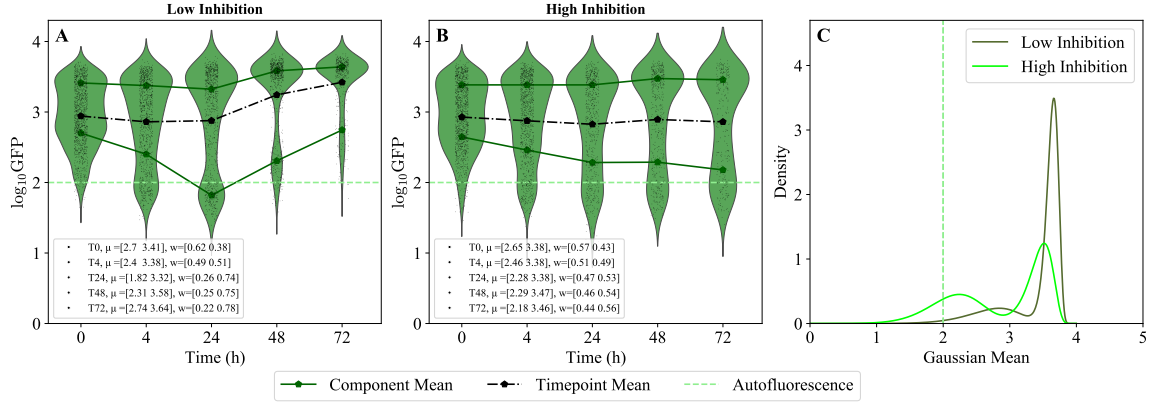 Low Inhibition
High Inhibition
A
B
C
log10GFP
4
3
2
1
0
T0, μ =[2.7 3.41], w=[0.62 0.38]
T4, μ =[2.4 3.38], w=[0.49 0.51]
T24, μ =[1.82 3.32], w=[0.26 0.74]
T48, μ =[2.31 3.58], w=[0.25 0.75]
T72, μ =[2.74 3.64], w=[0.22 0.78]
0 4 24 48 72
Time (h)
log10GFP
4
3
2
1
0
T0, μ =[2.65 3.38], w=[0.57 0.43]
T4, μ =[2.46 3.38], w=[0.51 0.49]
T24, μ =[2.28 3.38], w=[0.47 0.53]
T48, μ =[2.29 3.47], w=[0.46 0.54]
T72, μ =[2.18 3.46], w=[0.44 0.56]
0 4 24 48 72
Time (h)
Density
4
3
2
1
0
Low Inhibition
High Inhibition
0 1 2 3 4 5
Gaussian Mean
Component Mean Timepoint Mean Autofluorescence